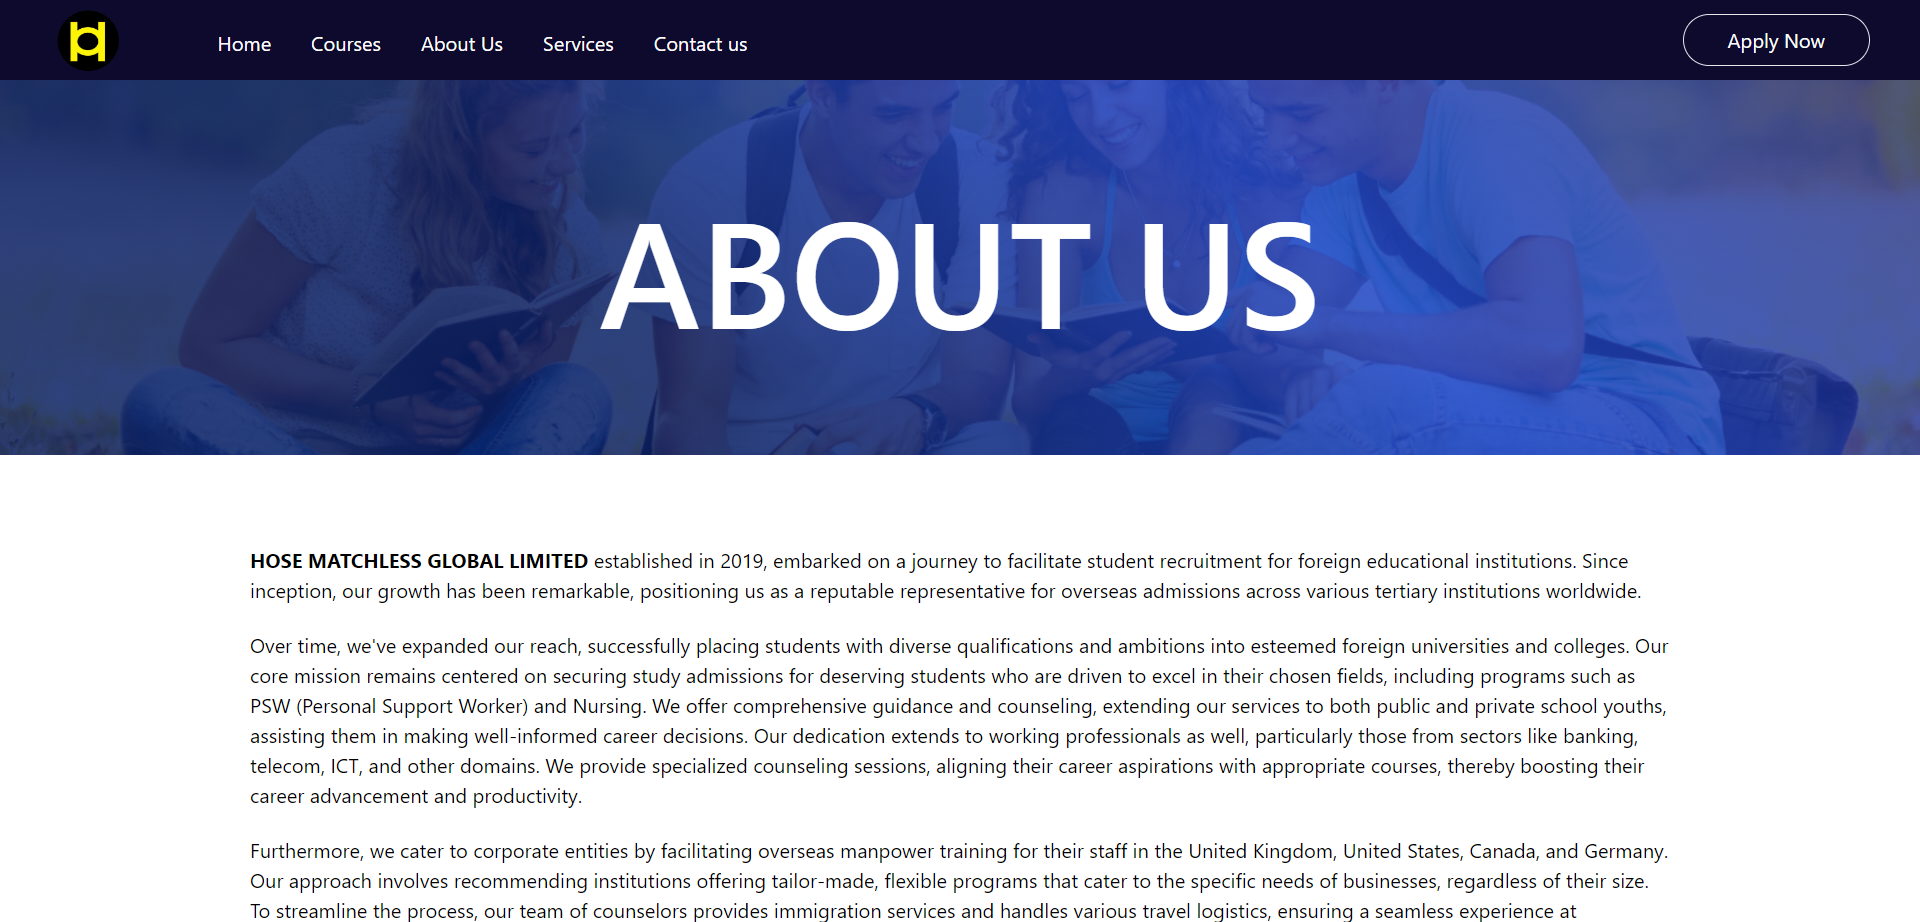 Home Courses About Us Services Contact us Apply Now
ABOUT US
HOSE MATCHLESS GLOBAL LIMITED established in 2019, embarked on a journey to facilitate student recruitment for foreign educational institutions. Since
inception, our growth has been remarkable, positioning us as a reputable representative for overseas admissions across various tertiary institutions worldwide.
Over time, we've expanded our reach, successfully placing students with diverse qualifications and ambitions into esteemed foreign universities and colleges. Our
core mission remains centered on securing study admissions for deserving students who are driven to excel in their chosen fields, including programs such as
PSW (Personal Support Worker) and Nursing. We offer comprehensive guidance and counseling, extending our services to both public and private school youths,
assisting them in making well-informed career decisions. Our dedication extends to working professionals as well, particularly those from sectors like banking,
telecom, ICT, and other domains. We provide specialized counseling sessions, aligning their career aspirations with appropriate courses, thereby boosting their
career advancement and productivity.
Furthermore, we cater to corporate entities by facilitating overseas manpower training for their staff in the United Kingdom, United States, Canada, and Germany.
Our approach involves recommending institutions offering tailor-made, flexible programs that cater to the specific needs of businesses, regardless of their size.
To streamline the process, our team of counselors provides immigration services and handles various travel logistics, ensuring a seamless experience at